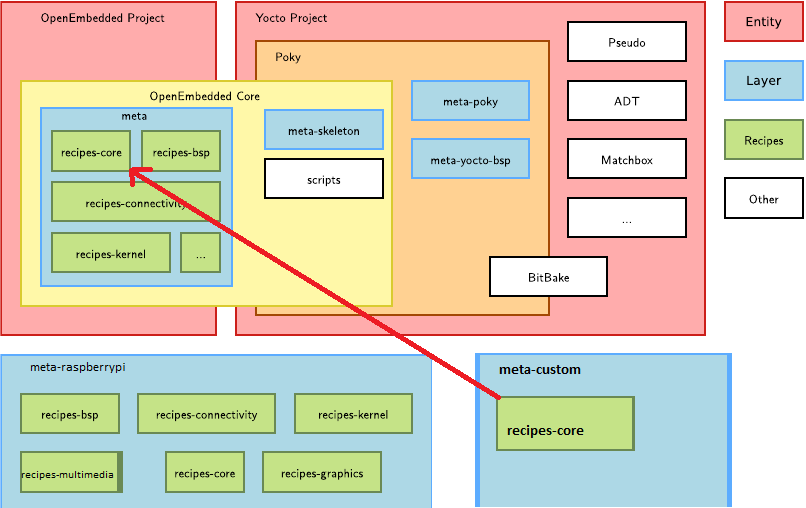 OpenEmbedded Project
Yocto Project
Poky
OpenEmbedded Core
meta
recipes-core
recipes-bsp
recipes-connectivity
recipes-kernel
...
meta-skeleton
scripts
meta-poky
meta-yocto-bsp
Pseudo
ADT
Matchbox
...
BitBake
Entity
Layer
Recipes
Other
meta-raspberrypi
recipes-bsp
recipes-connectivity
recipes-kernel
recipes-multimedia
recipes-core
recipes-graphics
meta-custom
recipes-core